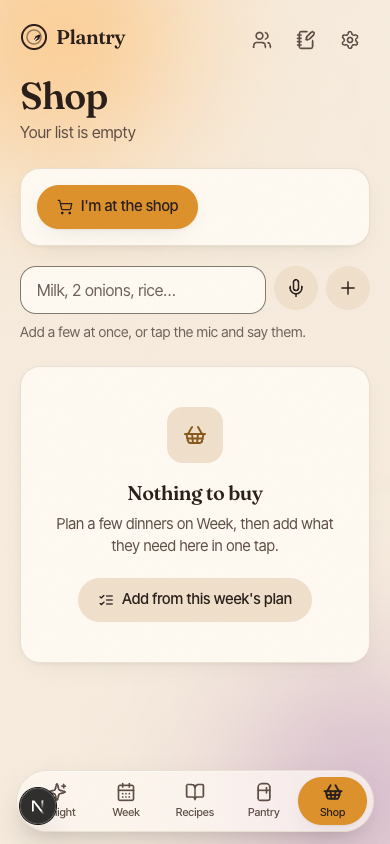 Plantry
Shop
Your list is empty
I'm at the shop
Milk, 2 onions, rice...
Add a few at once, or tap the mic and say them.
Nothing to buy
Plan a few dinners on Week, then add what
they need here in one tap.
Add from this week's plan
N
Week
Recipes
Pantry
Shop